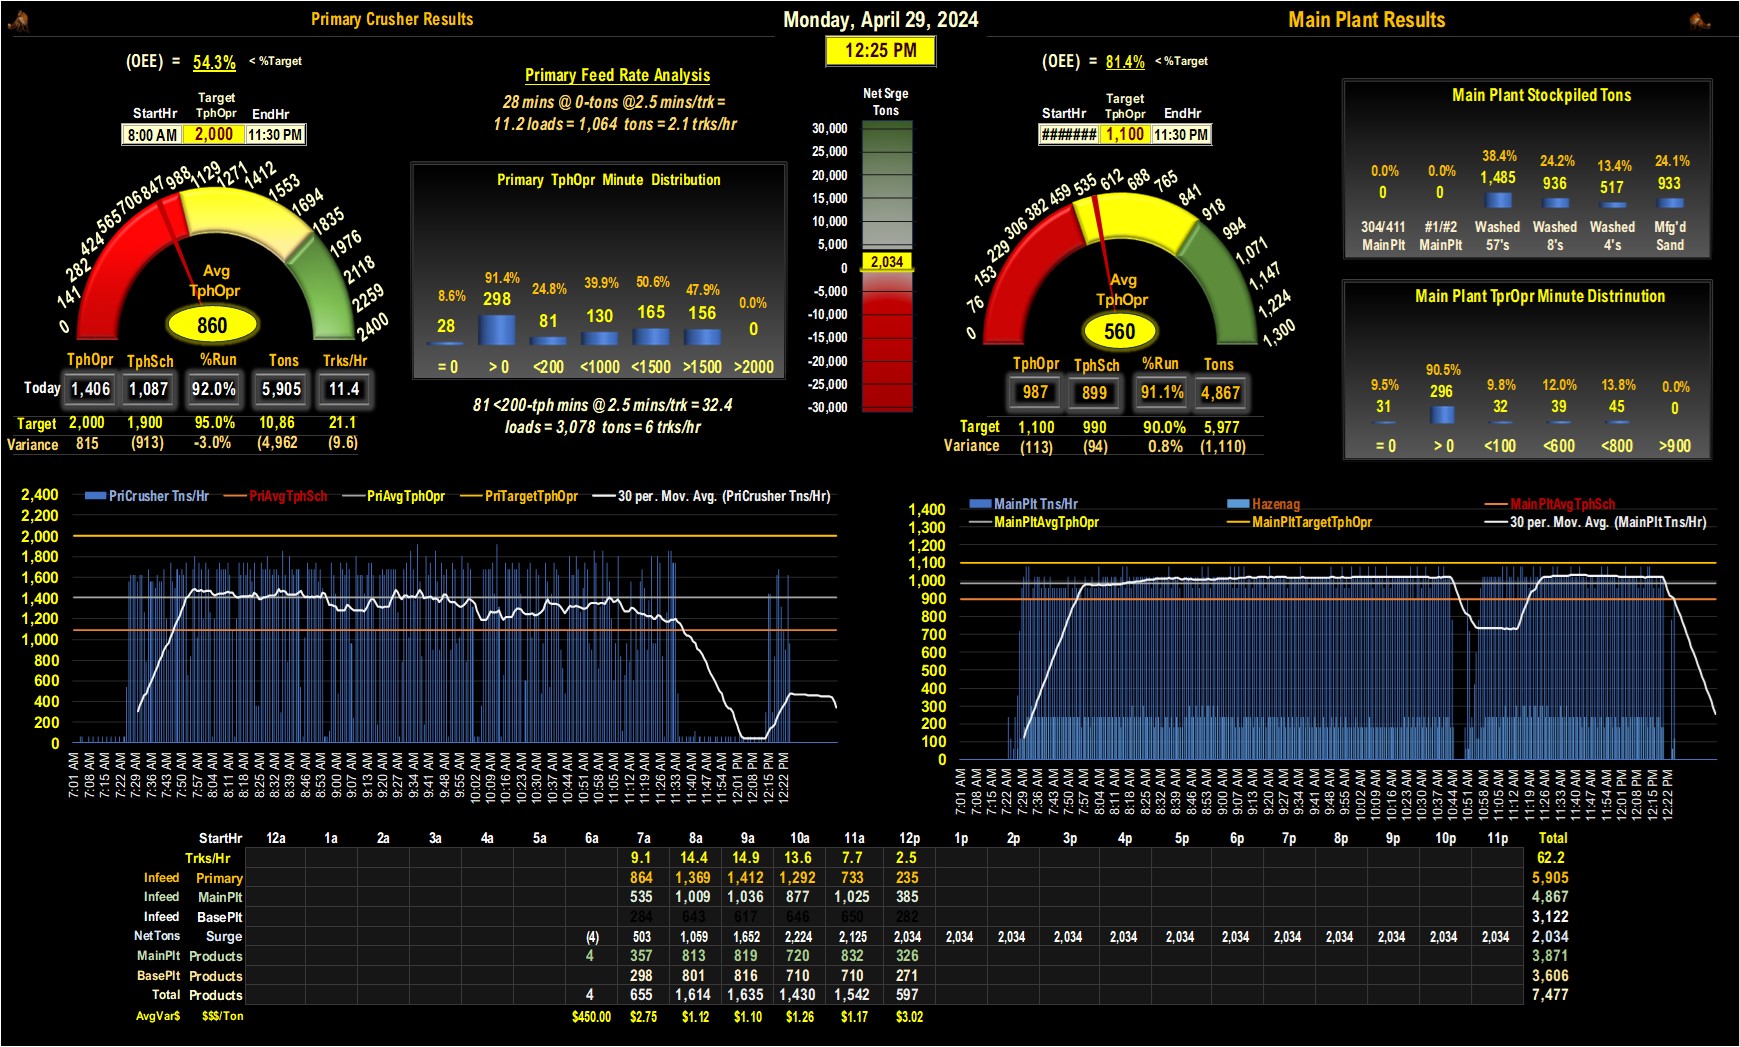 Primary Crusher Results
Monday, April 29, 2024
Main Plant Results
12:25 PM
(OEE) = 54.3% < %Target
StartHr Target TphOpr EndHr
8:00 AM 2,000 11:30 PM
0 141 282 424 565 706 847 988 1129 1271 1412 1553 1694 1835 1976 2118 2259 2400
Avg
TphOpr
860
TphOpr TphSch %Run Tons Trks/Hr
Today 1,406 1,087 92.0% 5,905 11.4
Target 2,000 1,900 95.0% 10,86 21.1
Variance 815 (913) -3.0% (4,962 (9.6)
Primary Feed Rate Analysis
28 mins @ 0-tons @2.5 mins/trk =
11.2 loads = 1,064 tons = 2.1 trks/hr
Primary TphOpr Minute Distribution
8.6% 91.4% 24.8% 39.9% 50.6% 47.9% 0.0%
28 298 81 130 165 156 0
= 0 > 0 <200 <1000 <1500 >1500 >2000
81 <200-tph mins @ 2.5 mins/trk = 32.4
loads = 3,078 tons = 6 trks/hr
Net Srge
Tons
30,000
25,000
20,000
15,000
10,000
5,000
0
-5,000
-10,000
-15,000
-20,000
-25,000
-30,000
2,034
(OEE) = 81.4% < %Target
StartHr Target TphOpr EndHr
####### 1,100 11:30 PM
0 76 153 229 306 382 459 535 612 688 765 841 918 994 1,071 1,147 1,224 1,300
Avg
TphOpr
560
TphOpr TphSch %Run Tons
987 899 91.1% 4,867
Target 1,100 990 90.0% 5,977
Variance (113) (94) 0.8% (1,110)
Main Plant Stockpiled Tons
0.0% 0.0% 38.4% 24.2% 13.4% 24.1%
0 0 1,485 936 517 933
304/411 #1/#2 Washed Washed Washed Mfg'd
MainPlt MainPlt 57's 8's 4's Sand
Main Plant TprOpr Minute Distrinution
9.5% 90.5% 9.8% 12.0% 13.8% 0.0%
31 296 32 39 45 0
= 0 > 0 <100 <600 <800 >900
PriCrusher Tns/Hr PriAvgTphSch PriAvgTphOpr PriTargetTphOpr 30 per. Mov. Avg. (PriCrusher Tns/Hr)
2,400
2,200
2,000
1,800
1,600
1,400
1,200
1,000
800
600
400
200
0
7:01 AM 7:08 AM 7:15 AM 7:22 AM 7:29 AM 7:36 AM 7:43 AM 7:50 AM 7:57 AM 8:04 AM 8:11 AM 8:18 AM 8:25 AM 8:32 AM 8:39 AM 8:46 AM 8:53 AM 9:00 AM 9:07 AM 9:13 AM 9:20 AM 9:27 AM 9:34 AM 9:41 AM 9:48 AM 9:55 AM 10:02 AM 10:09 AM 10:16 AM 10:23 AM 10:30 AM 10:37 AM 10:44 AM 10:51 AM 10:58 AM 11:05 AM 11:12 AM 11:19 AM 11:26 AM 11:33 AM 11:40 AM 11:47 AM 11:54 AM 12:01 PM 12:08 PM 12:15 PM 12:22 PM
MainPlt Tns/Hr Hazenag MainPltAvgTphSch
MainPltAvgTphOpr MainPltTargetTphOpr 30 per. Mov. Avg. (MainPlt Tns/Hr)
1,400
1,300
1,200
1,100
1,000
900
800
700
600
500
400
300
200
100
0
7:01 AM 7:08 AM 7:15 AM 7:22 AM 7:29 AM 7:36 AM 7:43 AM 7:50 AM 7:57 AM 8:04 AM 8:11 AM 8:18 AM 8:25 AM 8:32 AM 8:39 AM 8:46 AM 8:53 AM 9:00 AM 9:07 AM 9:13 AM 9:20 AM 9:27 AM 9:34 AM 9:41 AM 9:48 AM 9:55 AM 10:02 AM 10:09 AM 10:16 AM 10:23 AM 10:30 AM 10:37 AM 10:44 AM 10:51 AM 10:58 AM 11:05 AM 11:12 AM 11:19 AM 11:26 AM 11:33 AM 11:40 AM 11:47 AM 11:54 AM 12:01 PM 12:08 PM 12:15 PM 12:22 PM
StartHr 12a 1a 2a 3a 4a 5a 6a 7a 8a 9a 10a 11a 12p 1p 2p 3p 4p 5p 6p 7p 8p 9p 10p 11p Total
Trks/Hr 9.1 14.4 14.9 13.6 7.7 2.5 62.2
Infeed Primary 864 1,369 1,412 1,292 733 235 5,905
Infeed MainPlt 535 1,009 1,036 877 1,025 385 4,867
Infeed BasePlt 284 643 617 646 650 282 3,122
NetTons Surge (4) 503 1,059 1,652 2,224 2,125 2,034 2,034 2,034 2,034 2,034 2,034 2,034 2,034 2,034 2,034 2,034 2,034 2,034
MainPlt Products 4 357 813 819 720 832 326 3,871
BasePlt Products 298 801 816 710 710 271 3,606
Total Products 4 655 1,614 1,635 1,430 1,542 597 7,477
AvgVar$ $$$/Ton $450.00 $2.75 $1.12 $1.10 $1.26 $1.17 $3.02